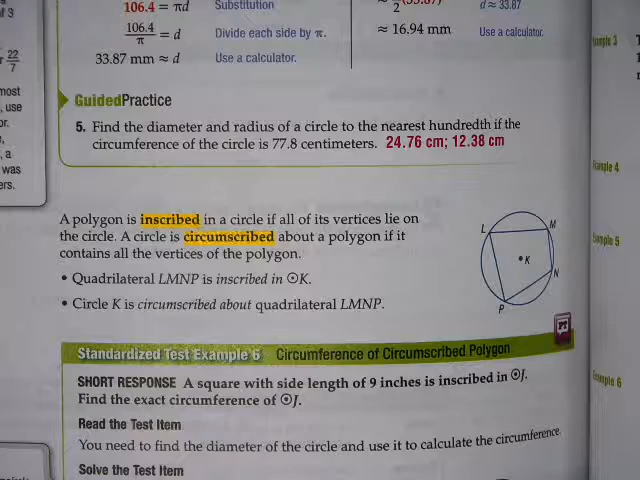 106.4 = πd Substitution
106.4/π = d Divide each side by π.
33.87 mm ≈ d Use a calculator.
d ≈ 33.87
≈ 16.94 mm Use a calculator.
22/7
most
, use
or.
, a
was
ers.
GuidedPractice
5. Find the diameter and radius of a circle to the nearest hundredth if the
circumference of the circle is 77.8 centimeters. 24.76 cm; 12.38 cm
A polygon is inscribed in a circle if all of its vertices lie on
the circle. A circle is circumscribed about a polygon if it
contains all the vertices of the polygon.
• Quadrilateral LMNP is inscribed in ⊙K.
• Circle K is circumscribed about quadrilateral LMNP.
L
M
K
N
P
Standardized Test Example 6 Circumference of Circumscribed Polygon
SHORT RESPONSE A square with side length of 9 inches is inscribed in ⊙J.
Find the exact circumference of ⊙J.
Read the Test Item
You need to find the diameter of the circle and use it to calculate the circumference.
Solve the Test Item
ample 3
Example 4
Example 5
Example 6